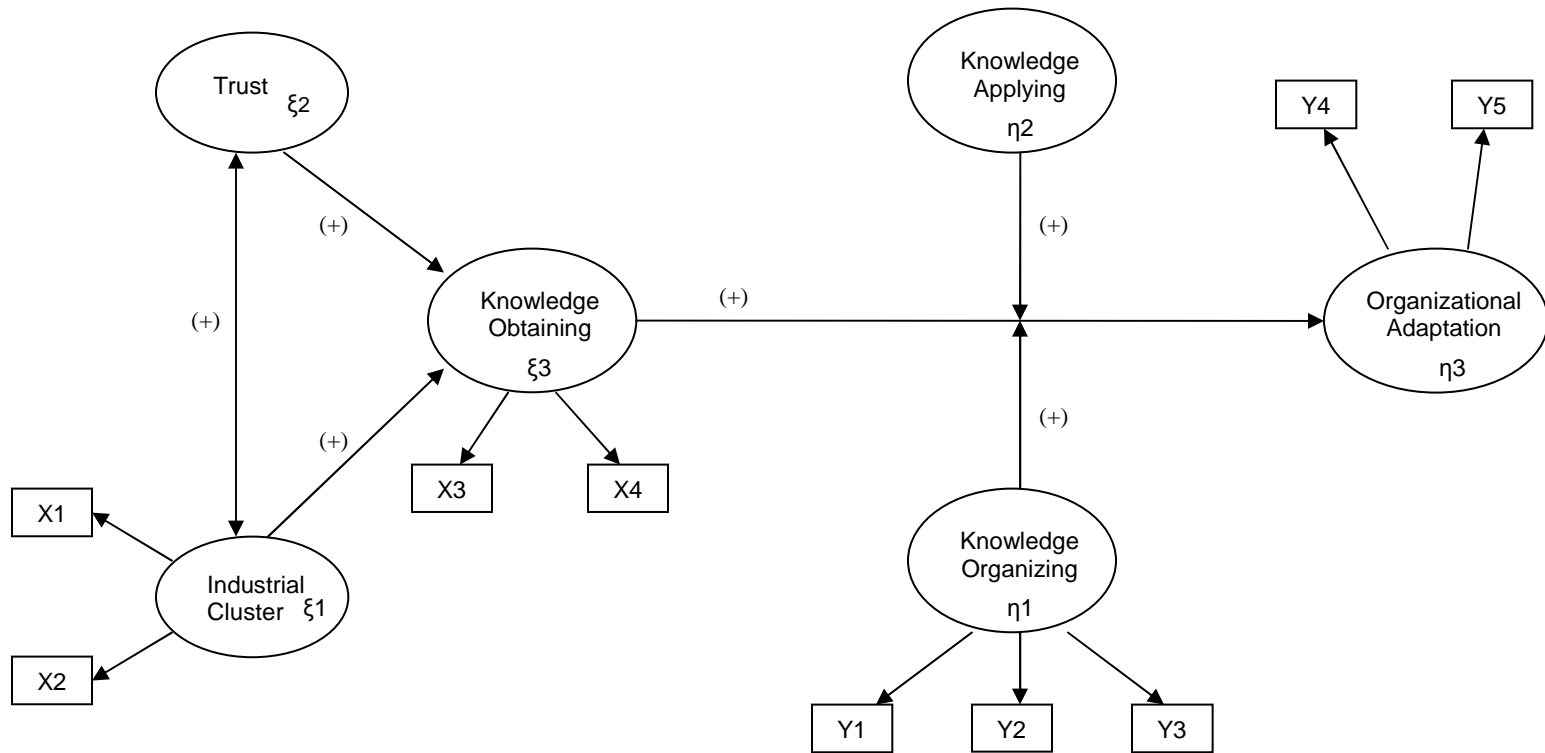 Trust
ξ2
Knowledge
Applying
η2
Y4
Y5
(+)
(+)
(+)
Knowledge
Obtaining
ξ3
(+)
Organizational
Adaptation
η3
(+)
(+)
X3
X4
X1
Industrial
Cluster ξ1
X2
Knowledge
Organizing
η1
Y1
Y2
Y3